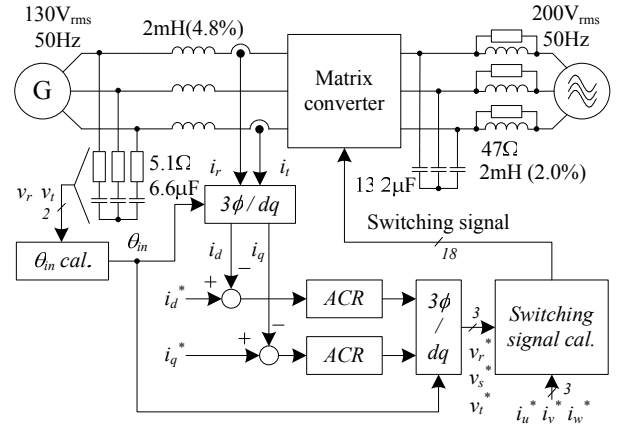 130Vrms
50Hz
2mH(4.8%)
200Vrms
50Hz
G
Matrix
converter
5.1Ω
6.6μF
47Ω
2mH (2.0%)
13.2μF
vr vt
2
ir
it
3ϕ/dq
θin
θin cal.
id
iq
Switching signal
18
id*
+
−
ACR
iq*
+
−
ACR
3ϕ
/
dq
3
vr*
vs*
vt*
Switching
signal cal.
3
iu* iv* iw*